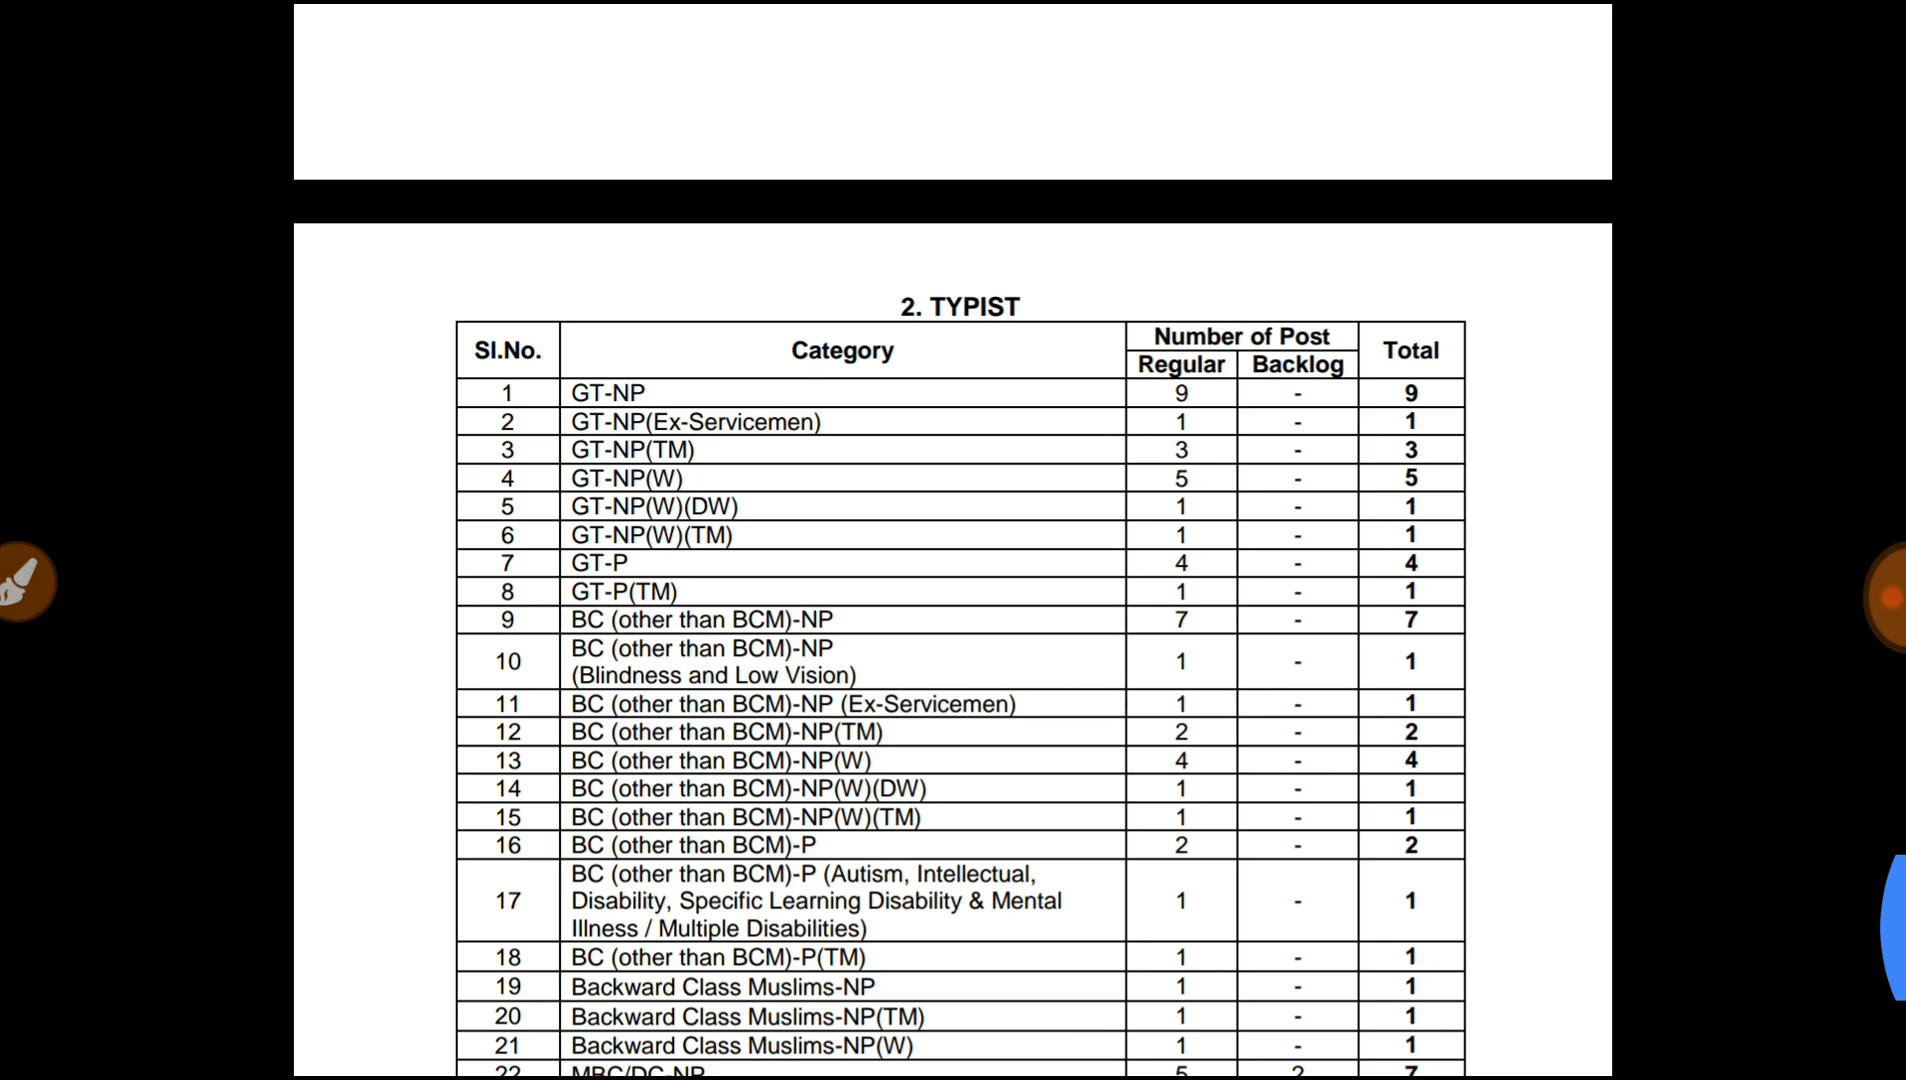 2. TYPIST
SI.No. Category Number of Post Total
Regular Backlog
1 GT-NP 9 - 9
2 GT-NP(Ex-Servicemen) 1 - 1
3 GT-NP(TM) 3 - 3
4 GT-NP(W) 5 - 5
5 GT-NP(W)(DW) 1 - 1
6 GT-NP(W)(TM) 1 - 1
7 GT-P 4 - 4
8 GT-P(TM) 1 - 1
9 BC (other than BCM)-NP 7 - 7
10 BC (other than BCM)-NP
(Blindness and Low Vision) 1 - 1
11 BC (other than BCM)-NP (Ex-Servicemen) 1 - 1
12 BC (other than BCM)-NP(TM) 2 - 2
13 BC (other than BCM)-NP(W) 4 - 4
14 BC (other than BCM)-NP(W)(DW) 1 - 1
15 BC (other than BCM)-NP(W)(TM) 1 - 1
16 BC (other than BCM)-P 2 - 2
17 BC (other than BCM)-P (Autism, Intellectual,
Disability, Specific Learning Disability & Mental
Illness / Multiple Disabilities) 1 - 1
18 BC (other than BCM)-P(TM) 1 - 1
19 Backward Class Muslims-NP 1 - 1
20 Backward Class Muslims-NP(TM) 1 - 1
21 Backward Class Muslims-NP(W) 1 - 1
22 MBC/DC-NP 5 2 7